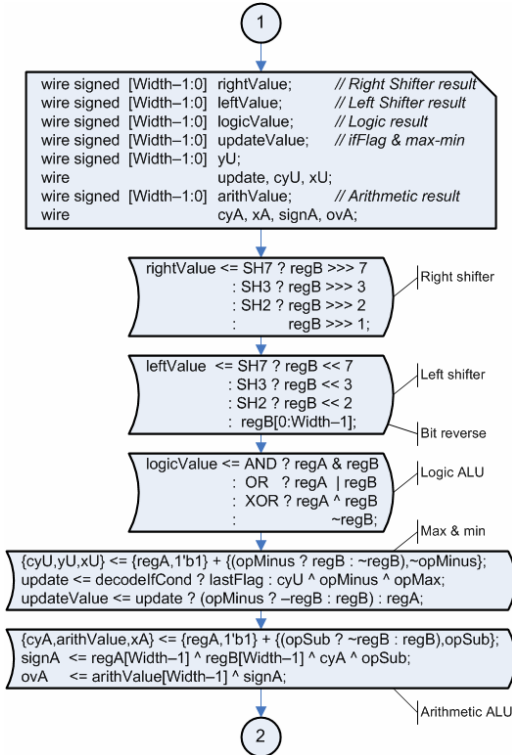 1
wire signed [Width–1:0] rightValue; // Right Shifter result
wire signed [Width–1:0] leftValue; // Left Shifter result
wire signed [Width–1:0] logicValue; // Logic result
wire signed [Width–1:0] updateValue; // ifFlag & max-min
wire signed [Width–1:0] yU;
wire update, cyU, xU;
wire signed [Width–1:0] arithValue; // Arithmetic result
wire cyA, xA, signA, ovA;
rightValue <= SH7 ? regB >>> 7
: SH3 ? regB >>> 3
: SH2 ? regB >>> 2
: regB >>> 1;
Right shifter
leftValue <= SH7 ? regB << 7
: SH3 ? regB << 3
: SH2 ? regB << 2
: regB[0:Width–1];
Left shifter
Bit reverse
logicValue <= AND ? regA & regB
: OR ? regA | regB
: XOR ? regA ^ regB
: ~regB;
Logic ALU
Max & min
{cyU,yU,xU} <= {regA,1'b1} + {(opMinus ? regB : ~regB),~opMinus};
update <= decodeIfCond ? lastFlag : cyU ^ opMinus ^ opMax;
updateValue <= update ? (opMinus ? –regB : regB) : regA;
{cyA,arithValue,xA} <= {regA,1'b1} + {(opSub ? ~regB : regB),opSub};
signA <= regA[Width–1] ^ regB[Width–1] ^ cyA ^ opSub;
ovA <= arithValue[Width–1] ^ signA;
Arithmetic ALU
2